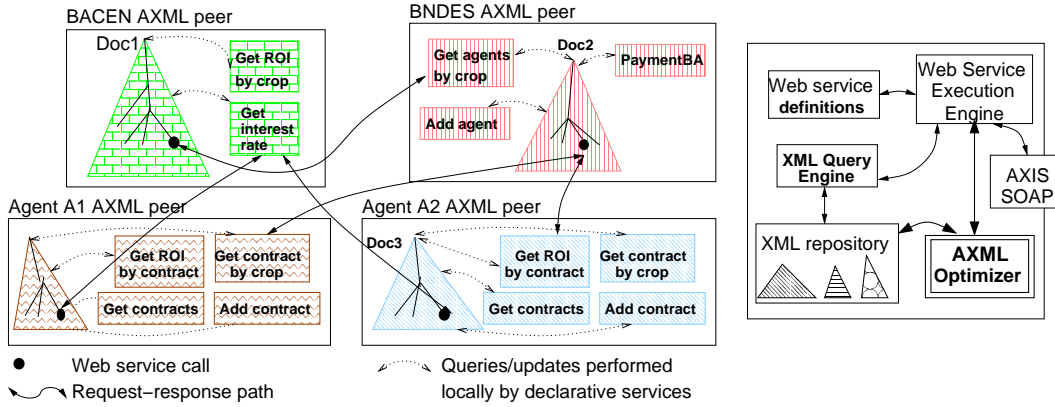 BACEN AXML peer
Doc1
Get ROI
by crop
Get
interest
rate
BNDES AXML peer
Get agents
by crop
Doc2
PaymentBA
Add agent
Agent A1 AXML peer
Get ROI
by contract
Get contract
by crop
Get contracts
Add contract
Agent A2 AXML peer
Doc3
Get ROI
by contract
Get contract
by crop
Get contracts
Add contract
Web service
definitions
Web Service
Execution
Engine
XML Query
Engine
AXIS
SOAP
XML repository
AXML
Optimizer
Web service call
Request−response path
Queries/updates performed
locally by declarative services